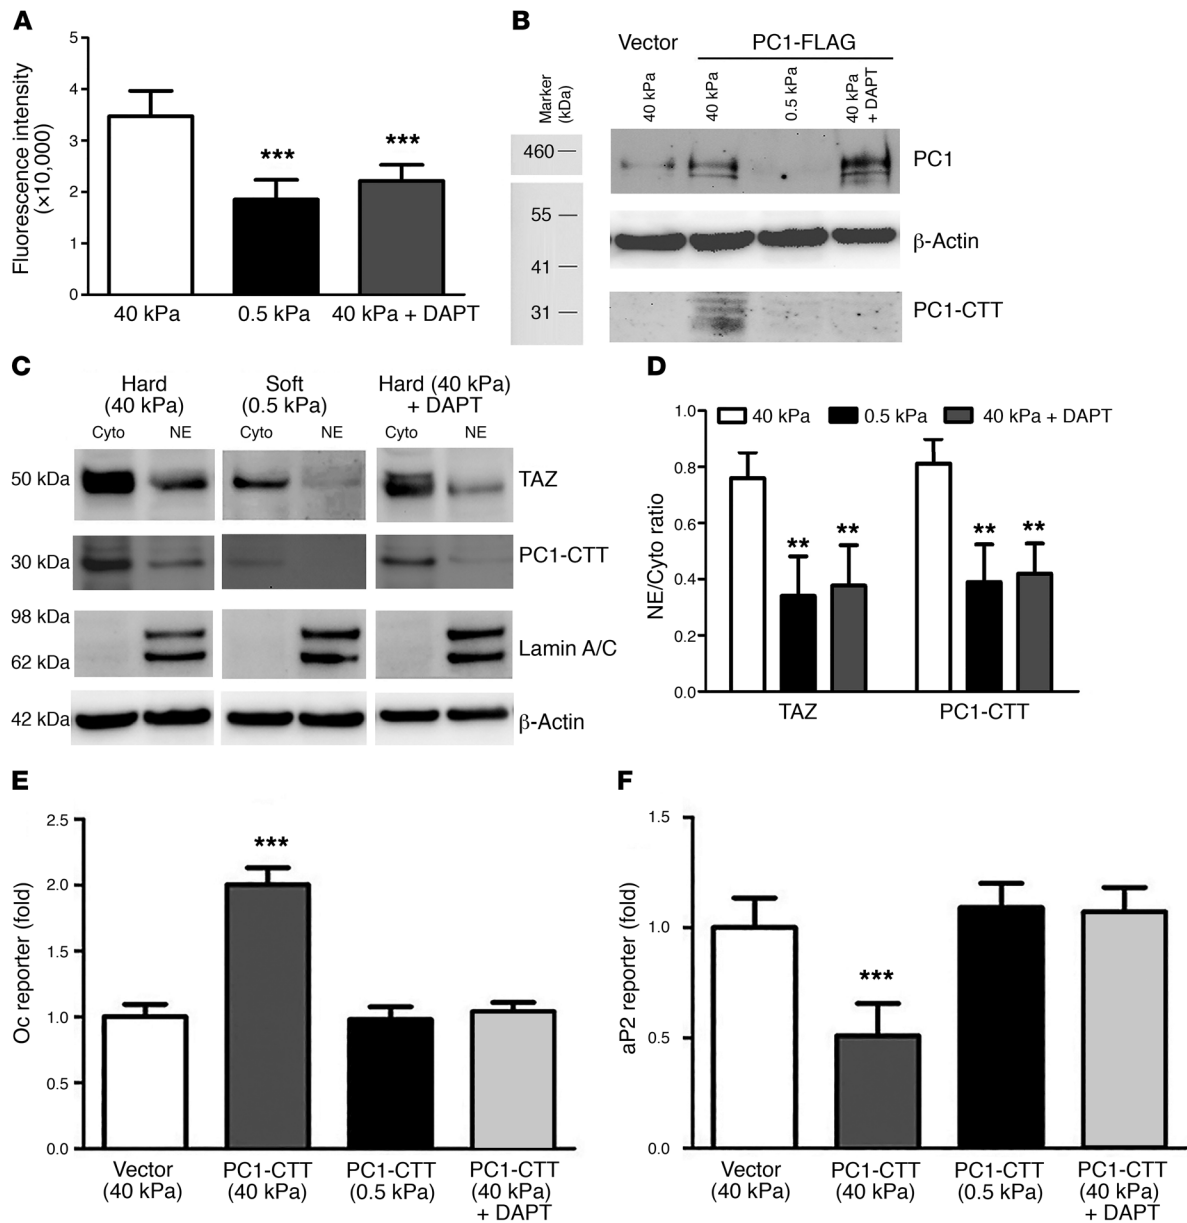 A
Fluorescence intensity
(×10,000)
5
4
3
2
1
0
***
***
40 kPa
0.5 kPa
40 kPa + DAPT
B
Vector
PC1-FLAG
Marker
(kDa)
40 kPa
40 kPa
0.5 kPa
40 kPa
+ DAPT
460
55
41
31
PC1
β-Actin
PC1-CTT
C
Hard
(40 kPa)
Soft
(0.5 kPa)
Hard (40 kPa)
+ DAPT
Cyto
NE
Cyto
NE
Cyto
NE
50 kDa
TAZ
30 kDa
PC1-CTT
98 kDa
62 kDa
Lamin A/C
42 kDa
β-Actin
D
NE/Cyto ratio
1.0
0.8
0.6
0.4
0.2
0.0
40 kPa
0.5 kPa
40 kPa + DAPT
**
**
**
**
TAZ
PC1-CTT
E
Oc reporter (fold)
2.5
2.0
1.5
1.0
0.5
0.0
***
Vector
(40 kPa)
PC1-CTT
(40 kPa)
PC1-CTT
(0.5 kPa)
PC1-CTT
(40 kPa)
+ DAPT
F
aP2 reporter (fold)
1.5
1.0
0.5
0.0
***
Vector
(40 kPa)
PC1-CTT
(40 kPa)
PC1-CTT
(0.5 kPa)
PC1-CTT
(40 kPa)
+ DAPT